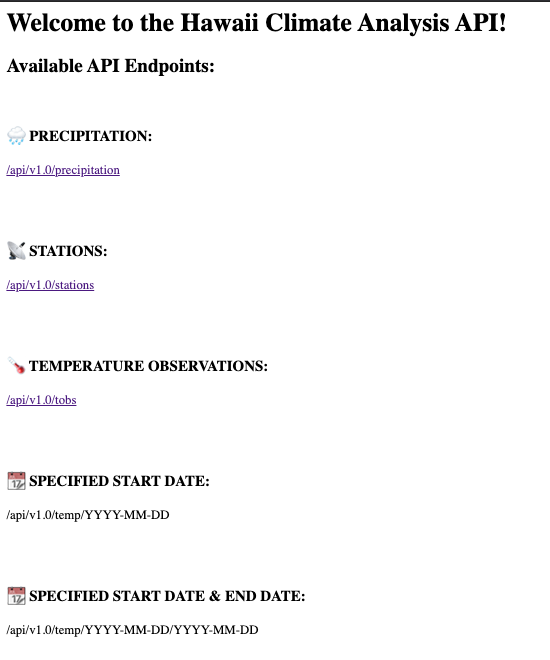 Welcome to the Hawaii Climate Analysis API!
Available API Endpoints:
PRECIPITATION:
/api/v1.0/precipitation
STATIONS:
/api/v1.0/stations
TEMPERATURE OBSERVATIONS:
/api/v1.0/tobs
SPECIFIED START DATE:
/api/v1.0/temp/YYYY-MM-DD
SPECIFIED START DATE & END DATE:
/api/v1.0/temp/YYYY-MM-DD/YYYY-MM-DD